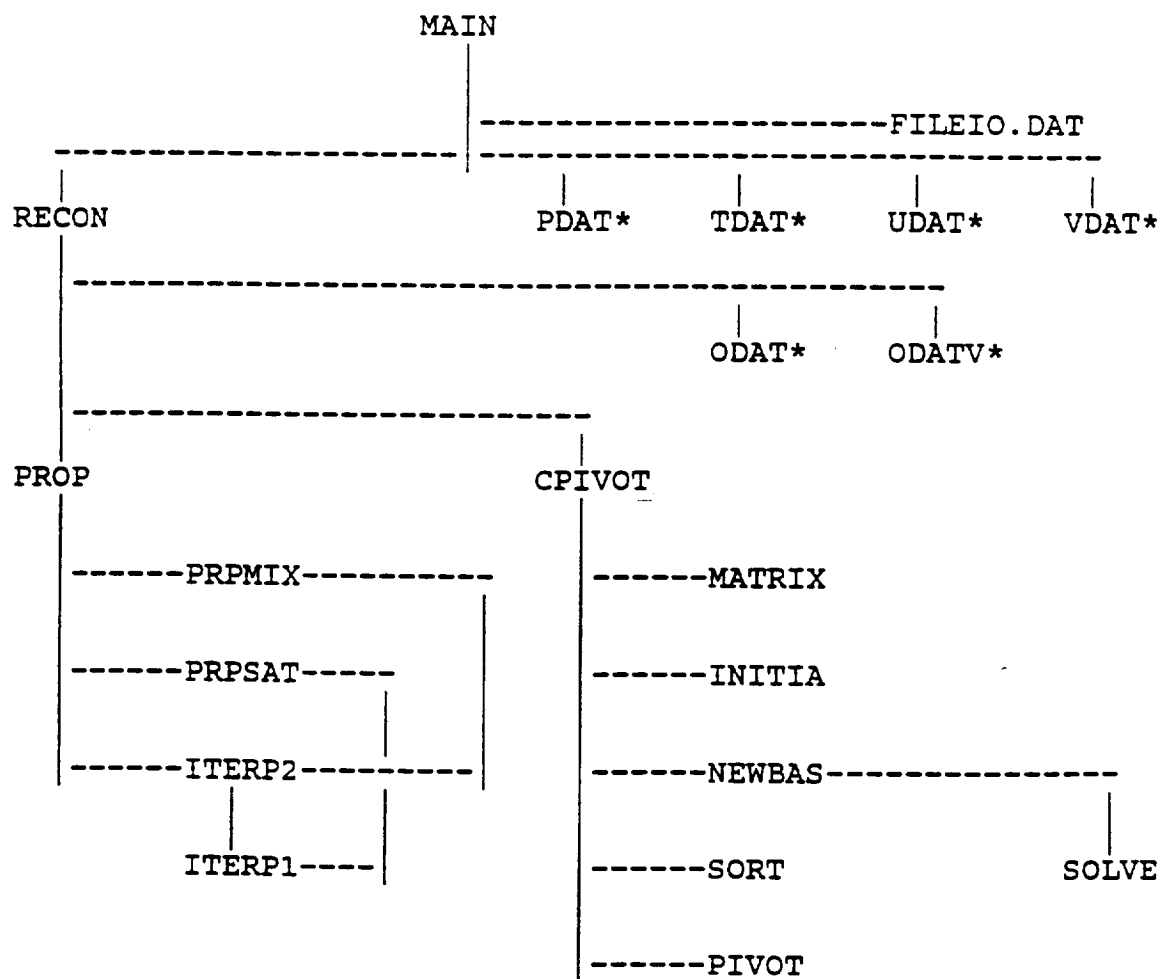 MAIN
FILEIO.DAT
RECON PDAT* TDAT* UDAT* VDAT*
ODAT* ODATV*
PROP CPIVOT
PRPMIX MATRIX
PRPSAT INITIA
ITERP2 NEWBAS
ITERP1 SORT SOLVE
PIVOT